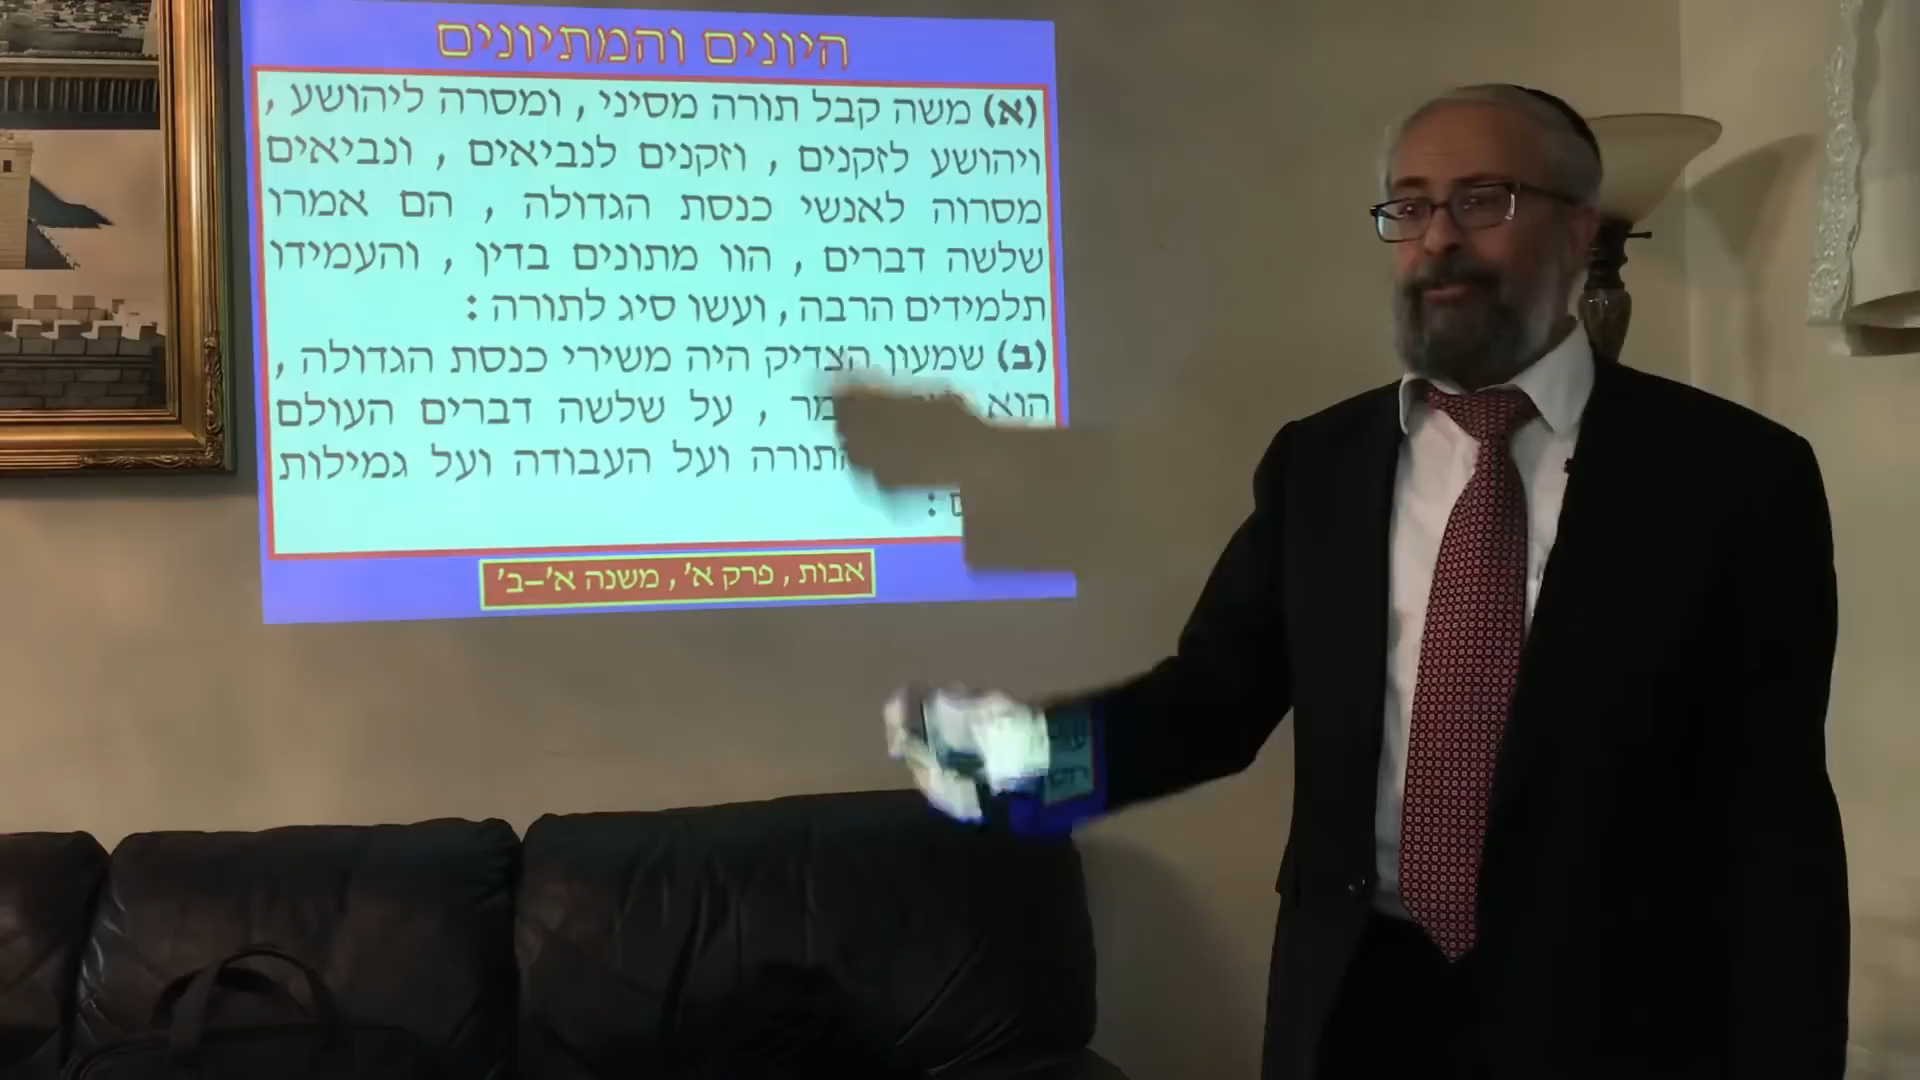 היונים והמתיונים
(א) משה קבל תורה מסיני , ומסרה ליהושע ,
ויהושע לזקנים , וזקנים לנביאים , ונביאים
מסרוה לאנשי כנסת הגדולה , הם אמרו
שלשה דברים , הוו מתונים בדין , והעמידו
תלמידים הרבה , ועשו סיג לתורה :
(ב) שמעון הצדיק היה משירי כנסת הגדולה ,
הוא , על שלשה דברים העולם
התורה ועל העבודה ועל גמילות
:
אבות , פרק א' , משנה א'–ב'